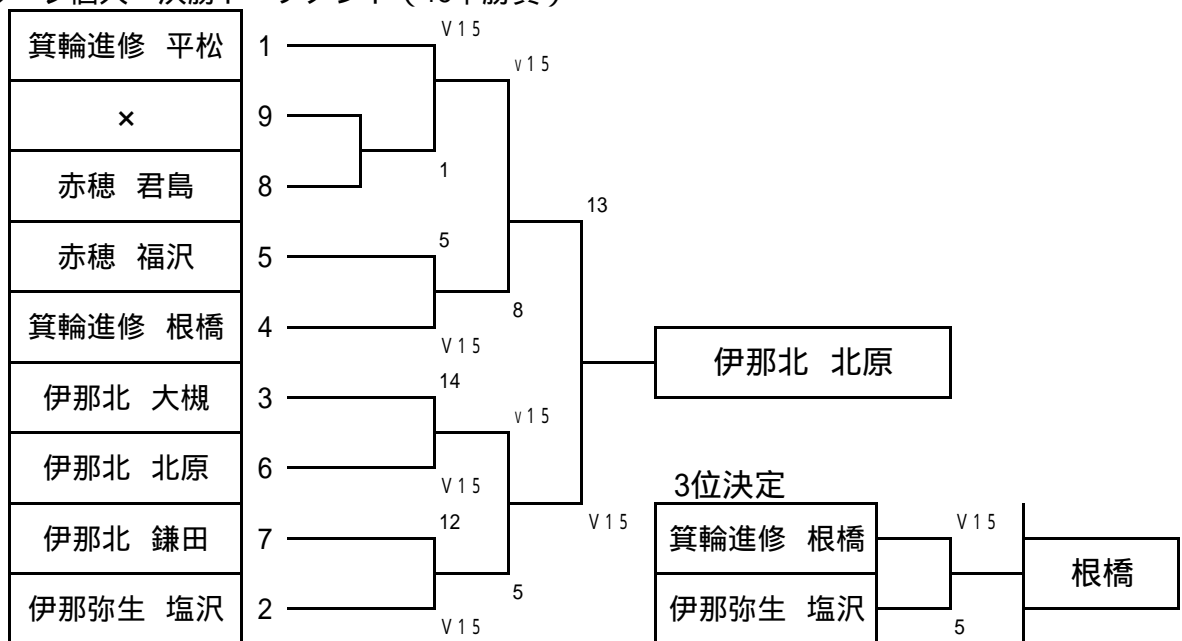 箕輪進修 平松 1 V15
v15
× 9
赤穂 君島 8 1
13
赤穂 福沢 5 5
箕輪進修 根橋 4 V15 8
伊那北 北原
伊那北 大槻 3 14
v15
伊那北 北原 6 V15
3位決定
伊那北 鎌田 7 12 V15
箕輪進修 根橋 V15
根橋
伊那弥生 塩沢 2 V15 5
伊那弥生 塩沢 5